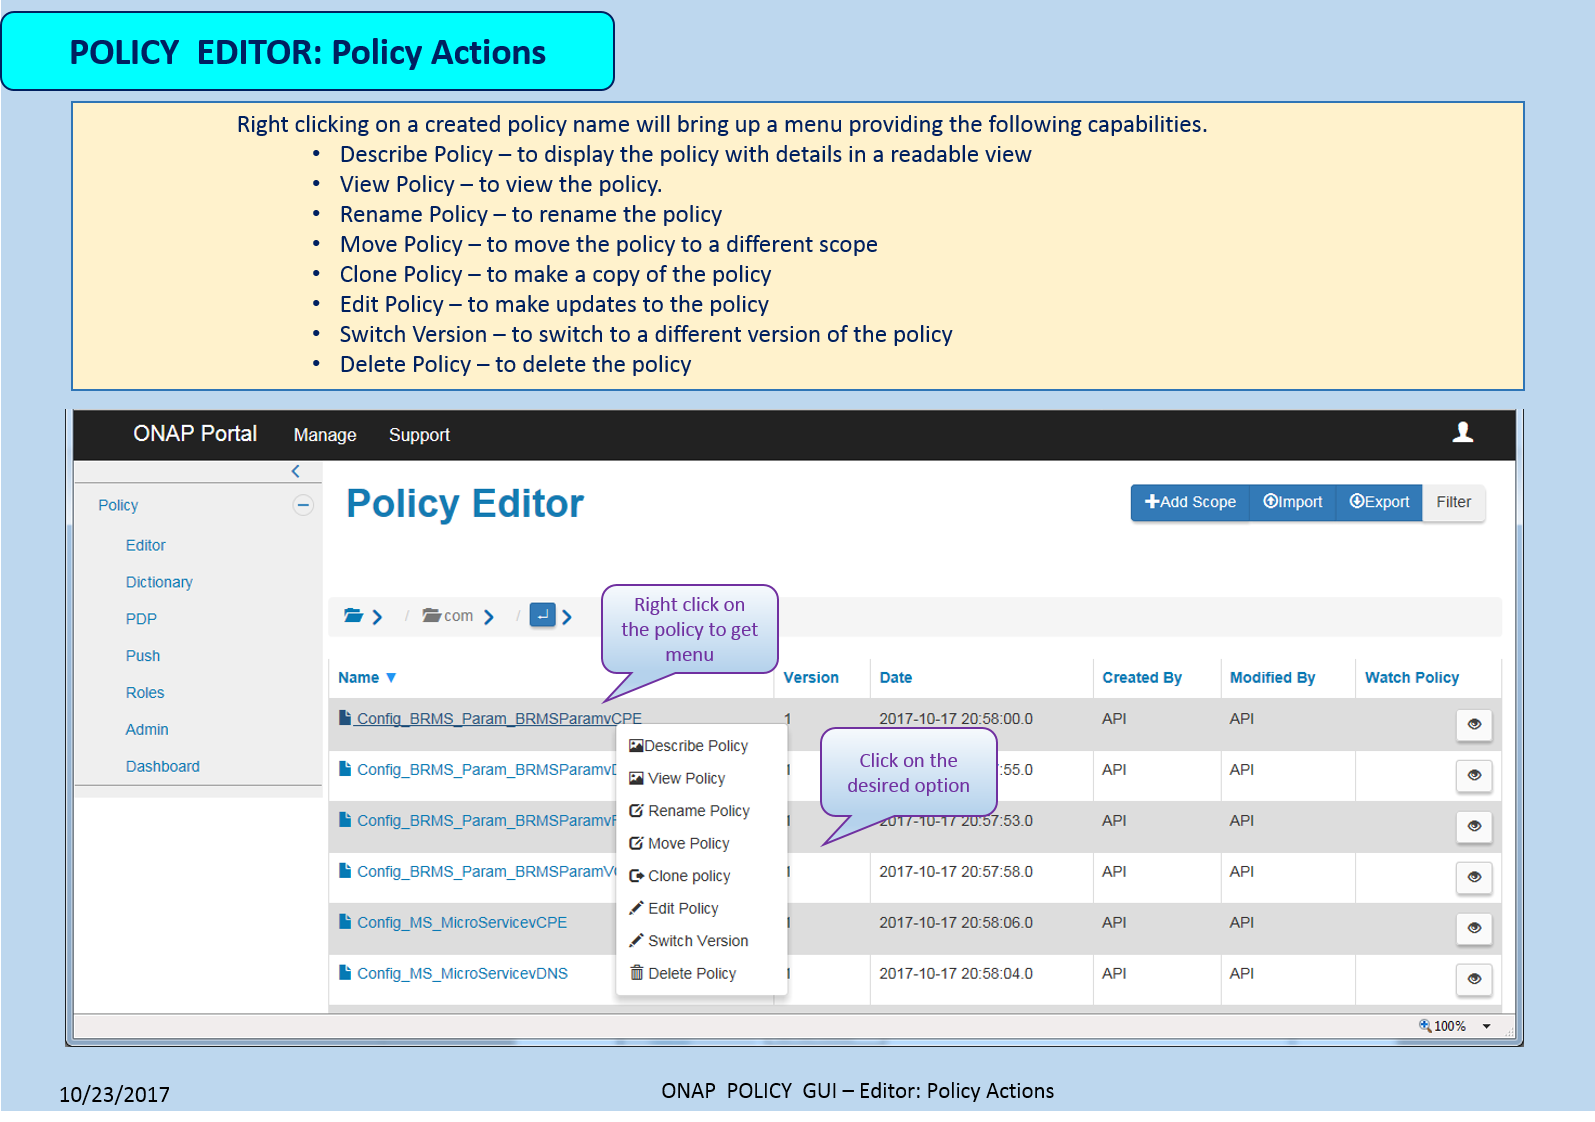 POLICY  EDITOR: Policy Actions
Right clicking on a created policy name will bring up a menu providing the following capabilities.
• Describe Policy – to display the policy with details in a readable view
• View Policy – to view the policy.
• Rename Policy – to rename the policy
• Move Policy – to move the policy to a different scope
• Clone Policy – to make a copy of the policy
• Edit Policy – to make updates to the policy
• Switch Version – to switch to a different version of the policy
• Delete Policy – to delete the policy
ONAP Portal Manage Support
Policy
Editor
Dictionary
PDP
Push
Roles
Admin
Dashboard
Policy Editor
Add Scope Import Export Filter
/ com /
Right click on
the policy to get
menu
Name Version Date Created By Modified By Watch Policy
Config_BRMS_Param_BRMSParamvCPE 1 2017-10-17 20:58:00.0 API API
Config_BRMS_Param_BRMSParamv :55.0 API API
Config_BRMS_Param_BRMSParamv 2017-10-17 20:57:53.0 API API
Config_BRMS_Param_BRMSParamV 2017-10-17 20:57:58.0 API API
Config_MS_MicroServicevCPE 2017-10-17 20:58:06.0 API API
Config_MS_MicroServicevDNS 2017-10-17 20:58:04.0 API API
Describe Policy
View Policy
Rename Policy
Move Policy
Clone policy
Edit Policy
Switch Version
Delete Policy
Click on the
desired option
100%
10/23/2017
ONAP  POLICY  GUI – Editor: Policy Actions